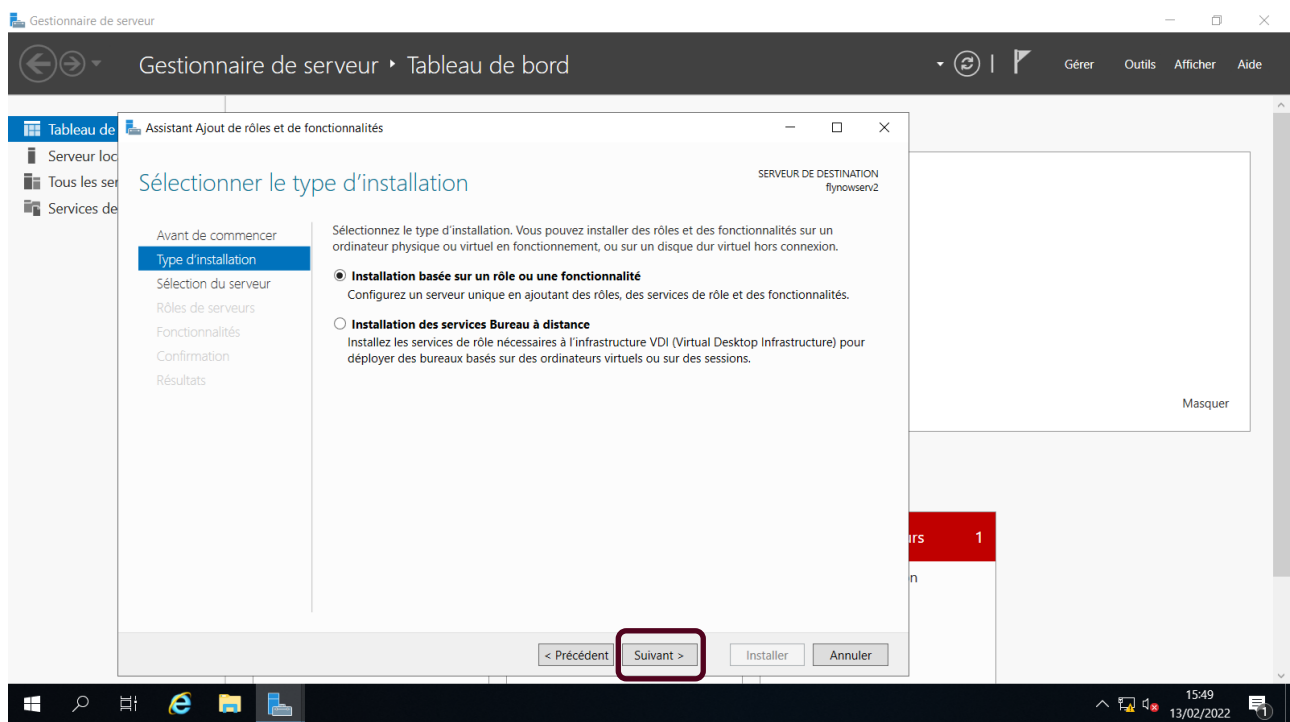 Gestionnaire de serveur
Gestionnaire de serveur ‣ Tableau de bord
Gérer
Outils
Afficher
Aide
Tableau de
Serveur loc
Tous les ser
Services de
Assistant Ajout de rôles et de fonctionnalités
Sélectionner le type d'installation
SERVEUR DE DESTINATION
flynowserv2
Avant de commencer
Type d'installation
Sélection du serveur
Rôles de serveurs
Fonctionnalités
Confirmation
Résultats
Sélectionnez le type d'installation. Vous pouvez installer des rôles et des fonctionnalités sur un
ordinateur physique ou virtuel en fonctionnement, ou sur un disque dur virtuel hors connexion.
Installation basée sur un rôle ou une fonctionnalité
Configurez un serveur unique en ajoutant des rôles, des services de rôle et des fonctionnalités.
Installation des services Bureau à distance
Installez les services de rôle nécessaires à l'infrastructure VDI (Virtual Desktop Infrastructure) pour
déployer des bureaux basés sur des ordinateurs virtuels ou sur des sessions.
Masquer
urs 1
n
< Précédent
Suivant >
Installer
Annuler
15:49
13/02/2022
1